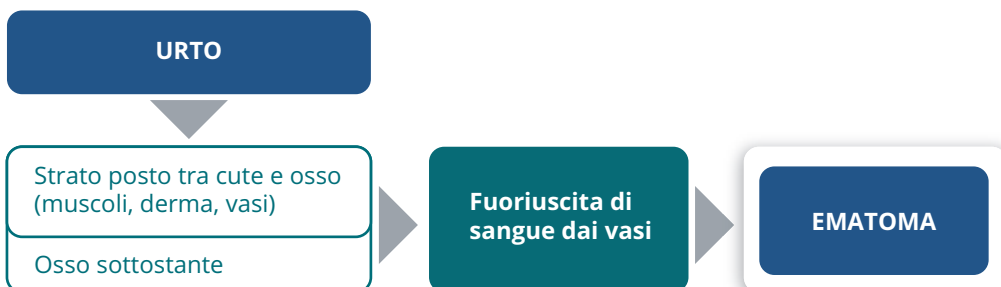 URTO
Strato posto tra cute e osso
(muscoli, derma, vasi)
Osso sottostante
Fuoriuscita di
sangue dai vasi
EMATOMA